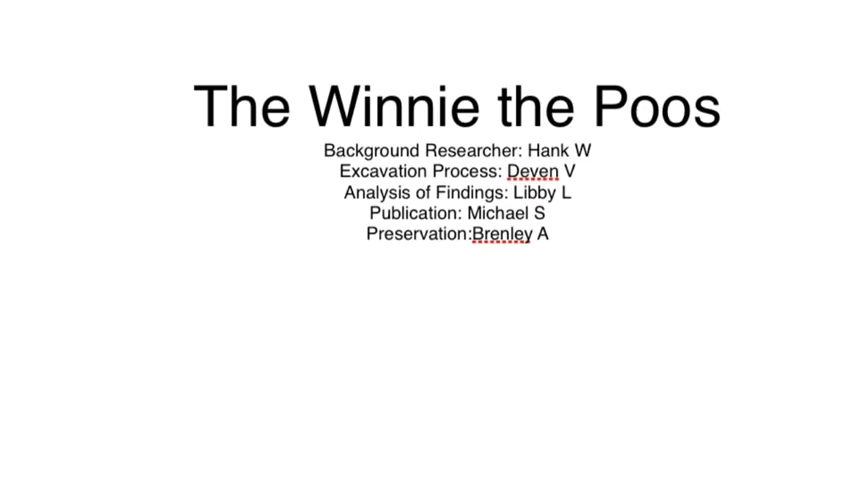 The Winnie the Poos
Background Researcher: Hank W
Excavation Process: Deven V
Analysis of Findings: Libby L
Publication: Michael S
Preservation:Brenley A